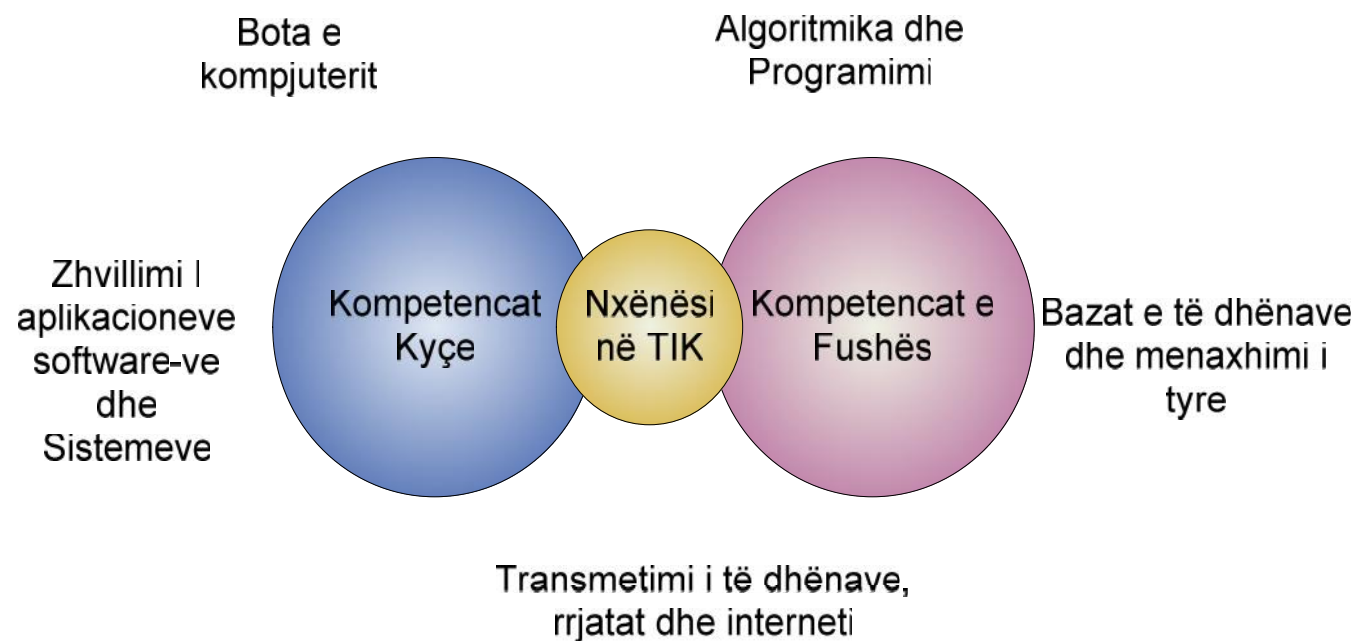 Bota e
kompjuterit
Algoritmika dhe
Programimi
Zhvillimi I
aplikacioneve
software-ve
dhe
Sistemeve
Kompetencat
Kyçe
Nxënësi
në TIK
Kompetencat e
Fushës
Bazat e të dhënave
dhe menaxhimi i
tyre
Transmetimi i të dhënave,
rrjatat dhe interneti